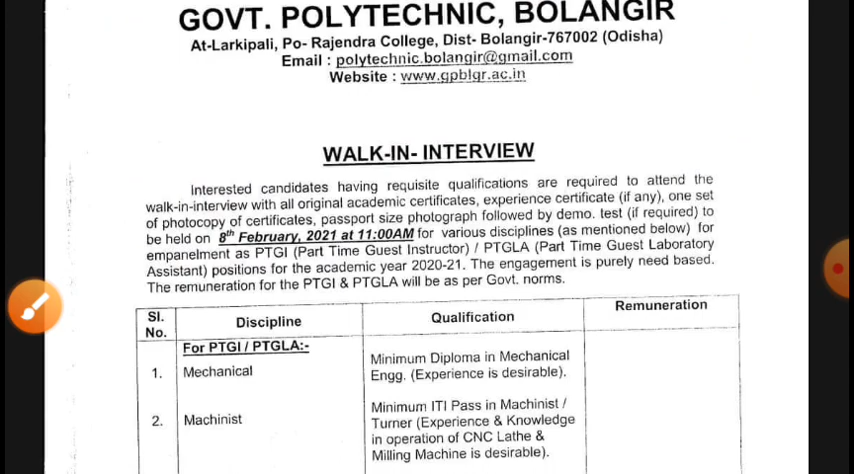 GOVT. POLYTECHNIC, BOLANGIR
At-Larkipali, Po- Rajendra College, Dist- Bolangir-767002 (Odisha)
Email : polytechnic.bolangir@gmail.com
Website : www.gpblgr.ac.in
WALK-IN- INTERVIEW
Interested candidates having requisite qualifications are required to attend the
walk-in-interview with all original academic certificates, experience certificate (if any), one set
of photocopy of certificates, passport size photograph followed by demo. test (if required) to
be held on 8th February, 2021 at 11:00AM for various disciplines (as mentioned below) for
empanelment as PTGI (Part Time Guest Instructor) / PTGLA (Part Time Guest Laboratory
Assistant) positions for the academic year 2020-21. The engagement is purely need based.
The remuneration for the PTGI & PTGLA will be as per Govt. norms.
Sl. No.
Discipline
Qualification
Remuneration
For PTGI / PTGLA:-
1.
Mechanical
Minimum Diploma in Mechanical
Engg. (Experience is desirable).
2.
Machinist
Minimum ITI Pass in Machinist /
Turner (Experience & Knowledge
in operation of CNC Lathe &
Milling Machine is desirable).